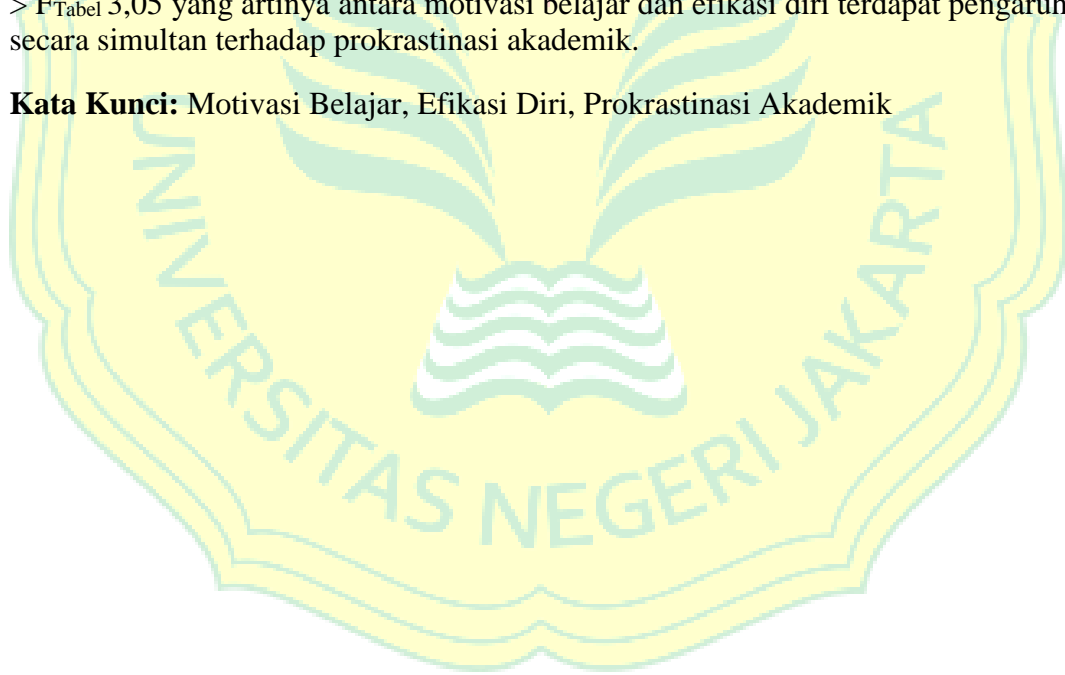 > FTabel 3,05 yang artinya antara motivasi belajar dan efikasi diri terdapat pengaruh
secara simultan terhadap prokrastinasi akademik.
Kata Kunci: Motivasi Belajar, Efikasi Diri, Prokrastinasi Akademik
UNIVERSITAS NEGERI JAKARTA